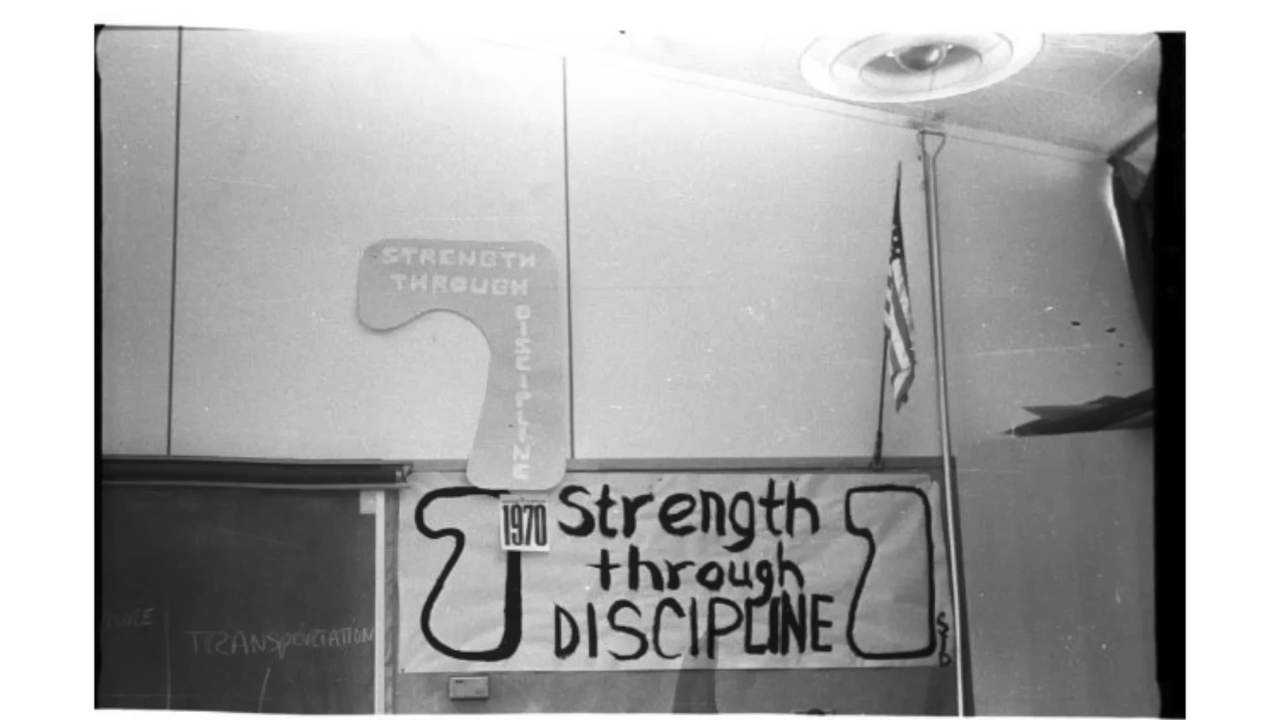 STRENGTH
THROUGH
DISCIPLINE
1970
Strength
through
DISCIPLINE
TRANSPORTATION